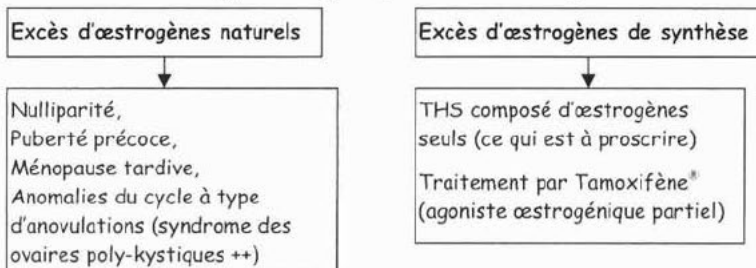 Excès d'œstrogènes naturels
Nulliparité,
Puberté précoce,
Ménopause tardive,
Anomalies du cycle à type
d'anovulations (syndrome des
ovaires poly-kystiques ++)
Excès d'œstrogènes de synthèse
THS composé d'œstrogènes
seuls (ce qui est à proscrire)
Traitement par Tamoxifène®
(agoniste œstrogénique partiel)